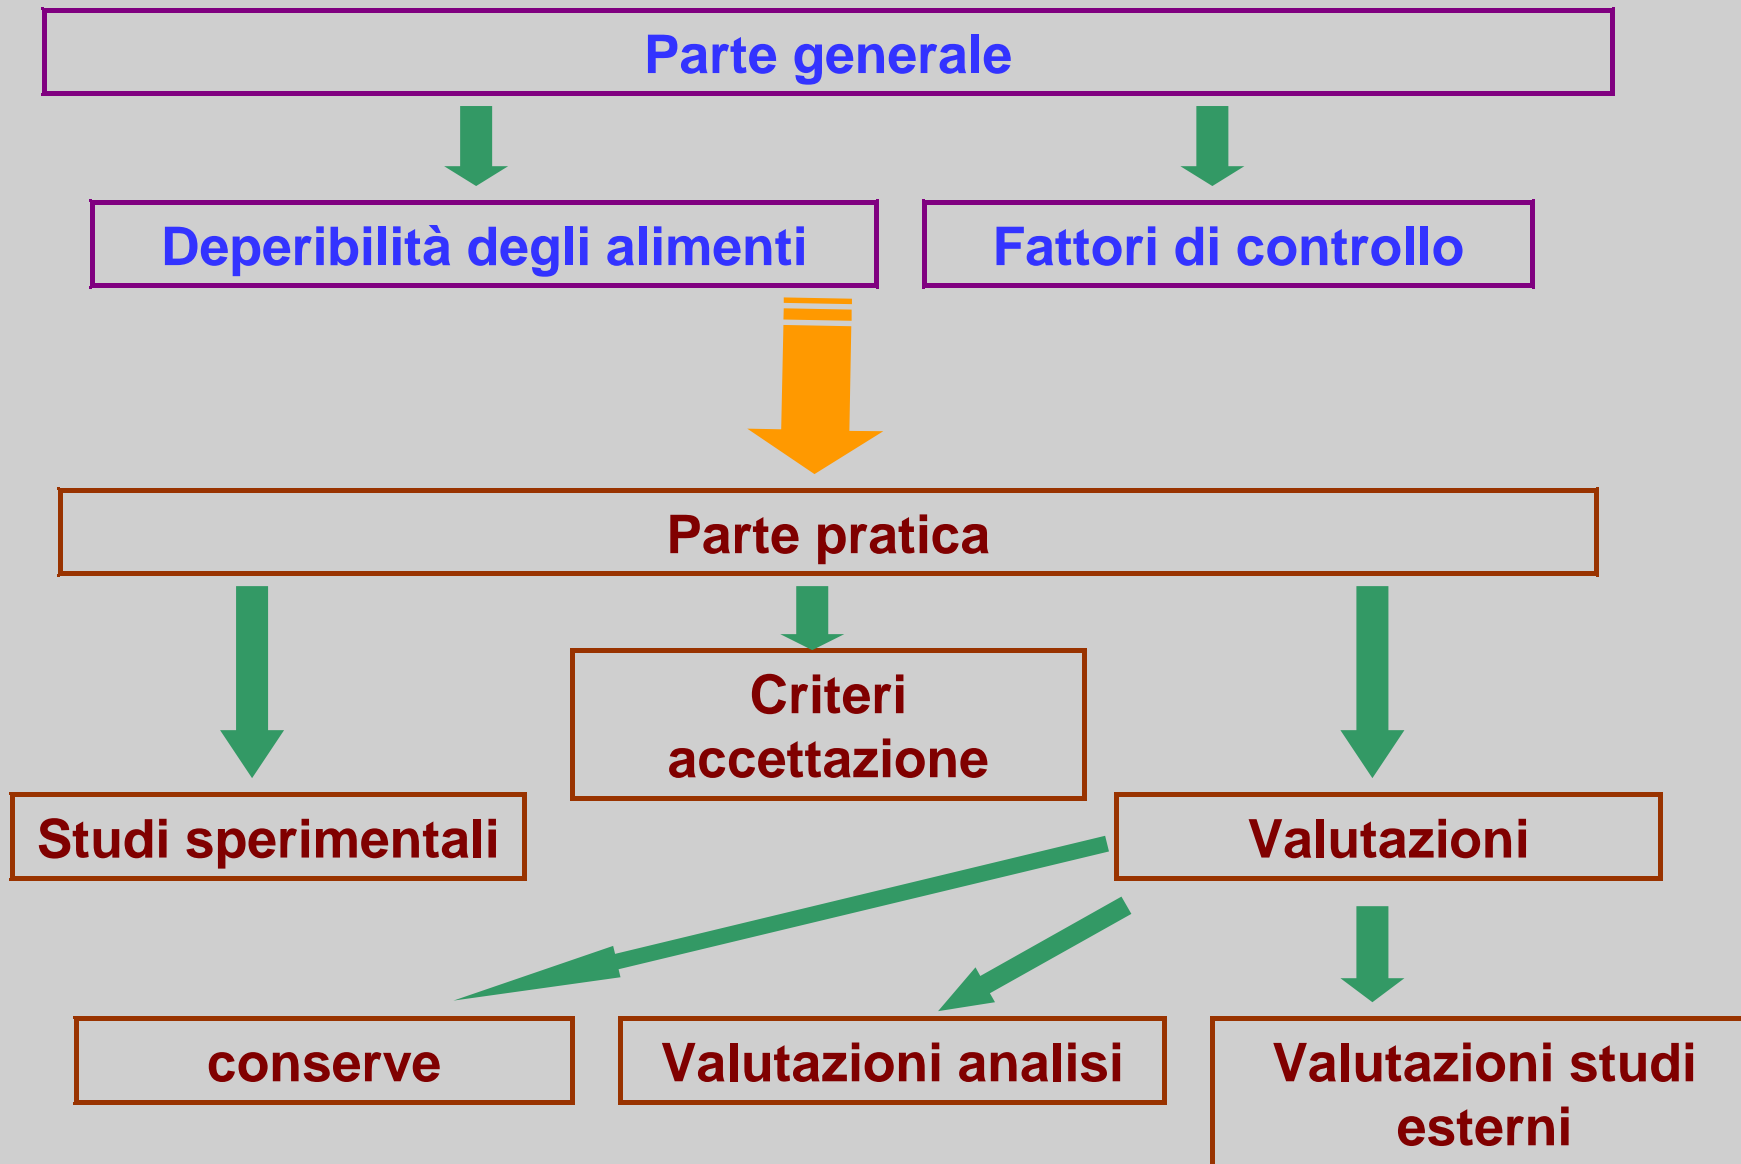 Parte generale
Deperibilità degli alimenti
Fattori di controllo
Parte pratica
Criteri
accettazione
Studi sperimentali
Valutazioni
conserve
Valutazioni analisi
Valutazioni studi
esterni